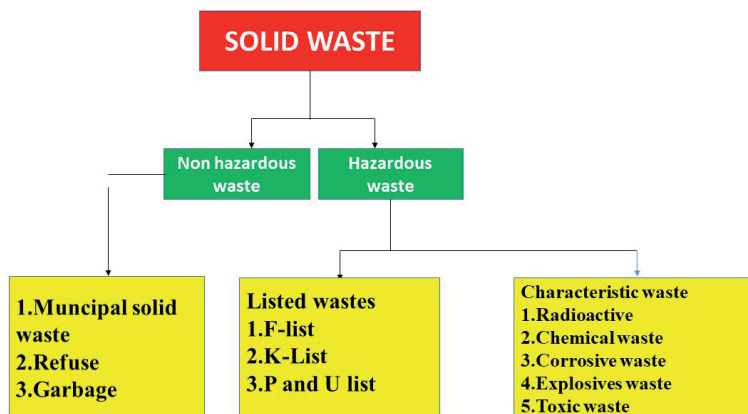 SOLID WASTE
Non hazardous
waste
Hazardous
waste
1.Muncipal solid
waste
2.Refuse
3.Garbage
Listed wastes
1.F-list
2.K-List
3.P and U list
Characteristic waste
1.Radioactive
2.Chemical waste
3.Corrosive waste
4.Explosives waste
5.Toxic waste